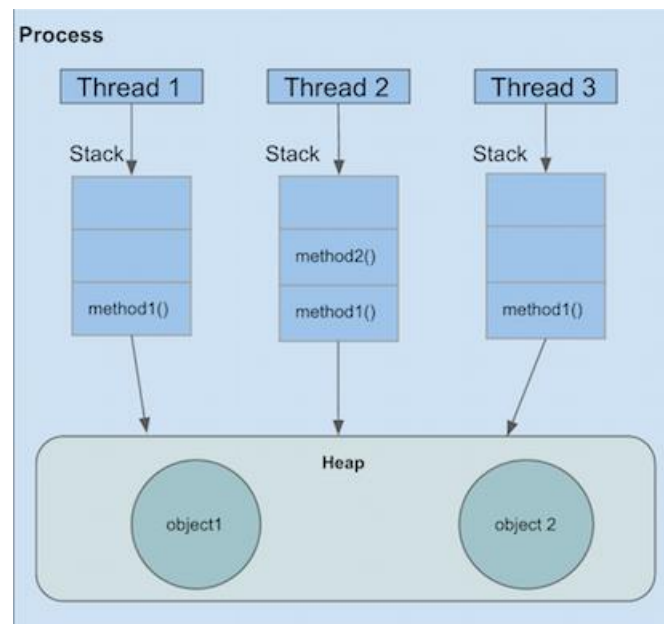 Process
Thread 1
Thread 2
Thread 3
Stack
Stack
Stack
method2()
method1()
method1()
method1()
Heap
object1
object 2